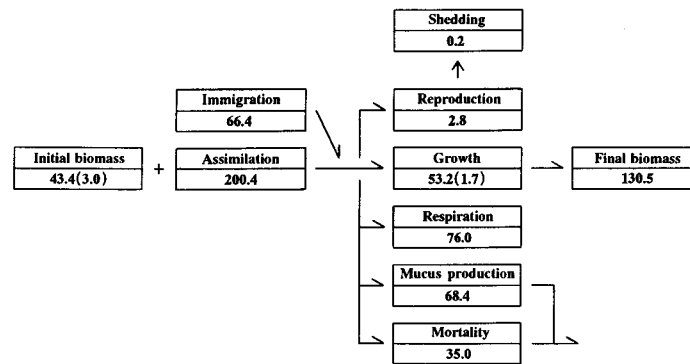 Shedding
0.2
Immigration
66.4
Reproduction
2.8
Initial biomass
43.4(3.0)
+
Assimilation
200.4
Growth
53.2(1.7)
Final biomass
130.5
Respiration
76.0
Mucus production
68.4
Mortality
35.0